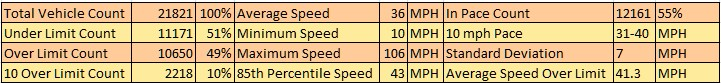 Total Vehicle Count 21821 100% Average Speed 36 MPH In Pace Count 12161 55%
Under Limit Count 11171 51% Minimum Speed 10 MPH 10 mph Pace 31-40 MPH
Over Limit Count 10650 49% Maximum Speed 106 MPH Standard Deviation 7 MPH
10 Over Limit Count 2218 10% 85th Percentile Speed 43 MPH Average Speed Over Limit 41.3 MPH